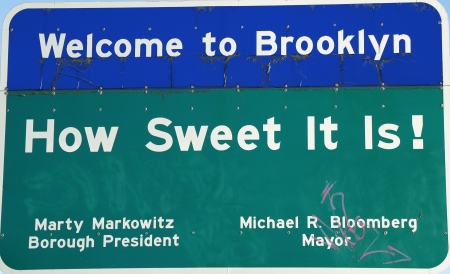 Welcome to Brooklyn
How Sweet It Is!
Marty Markowitz
Borough President
Michael R. Bloomberg
Mayor